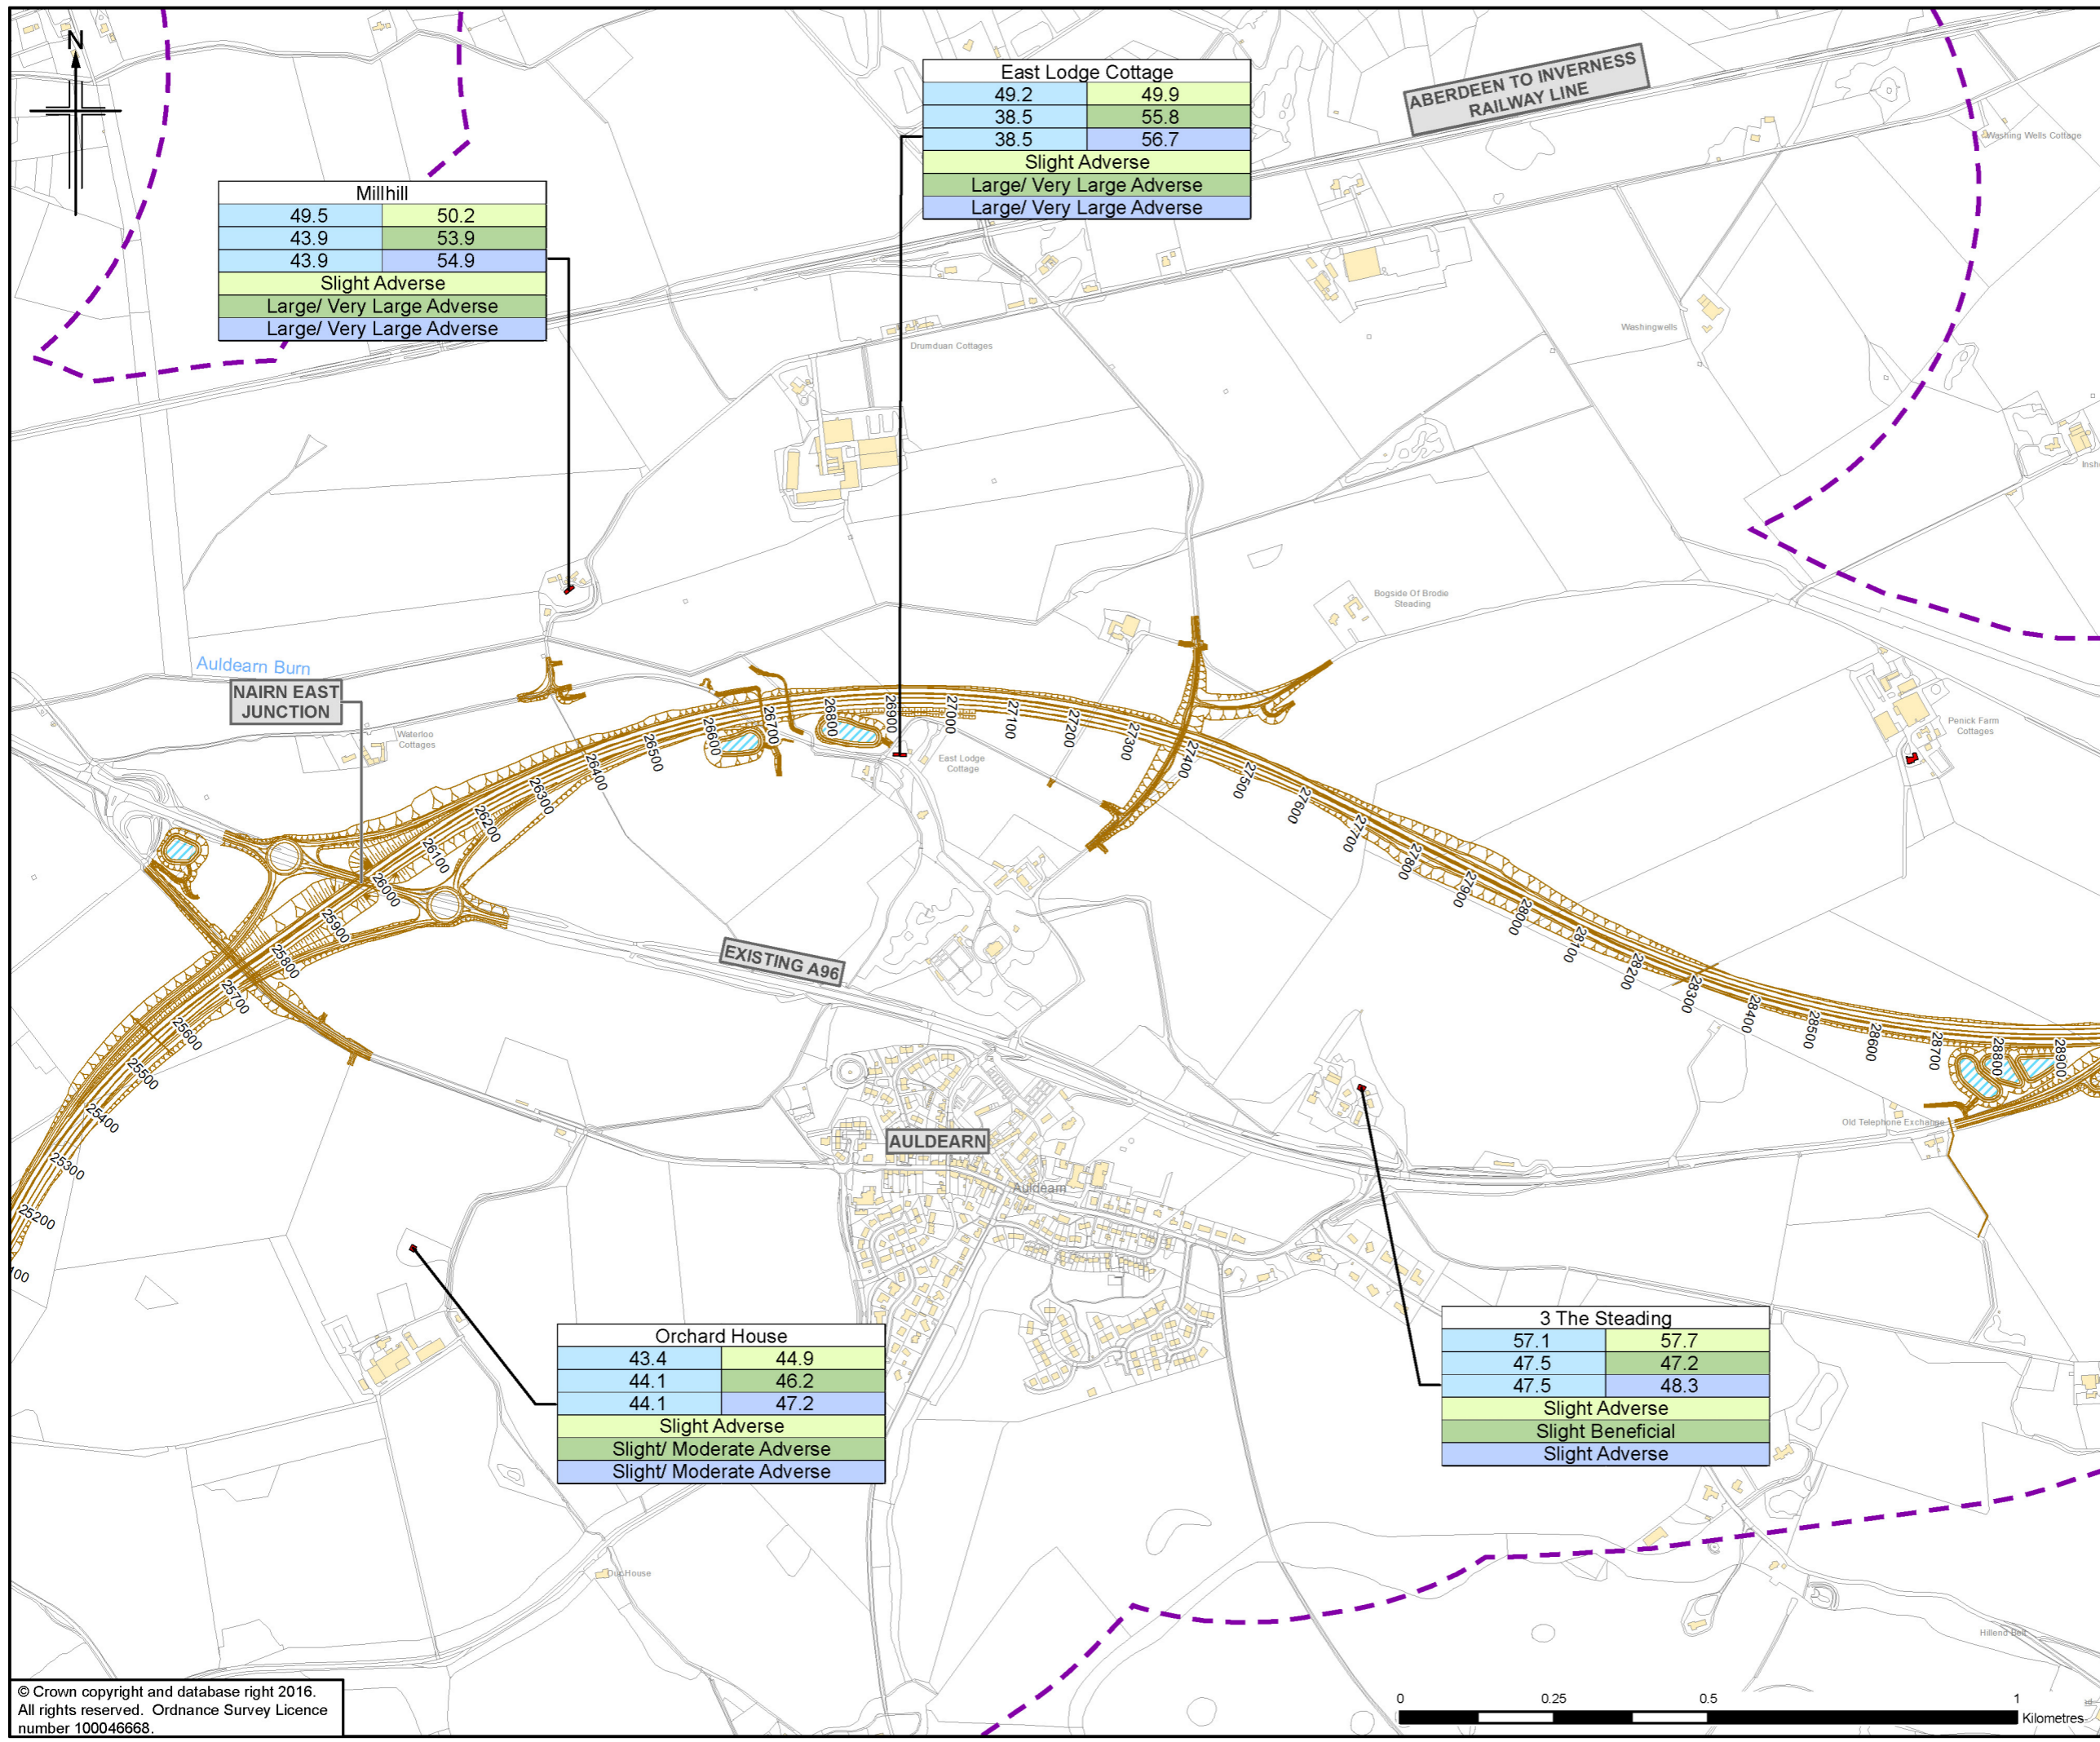 N
East Lodge Cottage
49.2 49.9
38.5 55.8
38.5 56.7
Slight Adverse
Large/ Very Large Adverse
Large/ Very Large Adverse
ABERDEEN TO INVERNESS
RAILWAY LINE
Washing Wells Cottage
Millhill
49.5 50.2
43.9 53.9
43.9 54.9
Slight Adverse
Large/ Very Large Adverse
Large/ Very Large Adverse
Drumduan Cottages
Washingwells
Bogside Of Brodie
Steading
Auldearn Burn
NAIRN EAST
JUNCTION
Waterloo
Cottages
East Lodge
Cottage
Penick Farm
Cottages
25200
25300
25400
25500
25600
25700
25800
25900
26000
26100
26200
26300
26400
26500
26600
26700
26800
26900
27000
27100
27200
27300
27400
27500
27600
27700
27800
27900
28000
28100
28200
28300
28400
28500
28600
28700
28800
28900
EXISTING A96
AULDEARN
Auldearn
Old Telephone Exchange
Orchard House
43.4 44.9
44.1 46.2
44.1 47.2
Slight Adverse
Slight/ Moderate Adverse
Slight/ Moderate Adverse
3 The Steading
57.1 57.7
47.5 47.2
47.5 48.3
Slight Adverse
Slight Beneficial
Slight Adverse
Hillend
© Crown copyright and database right 2016.
All rights reserved. Ordnance Survey Licence
number 100046668.
0 0.25 0.5 1
Kilometres